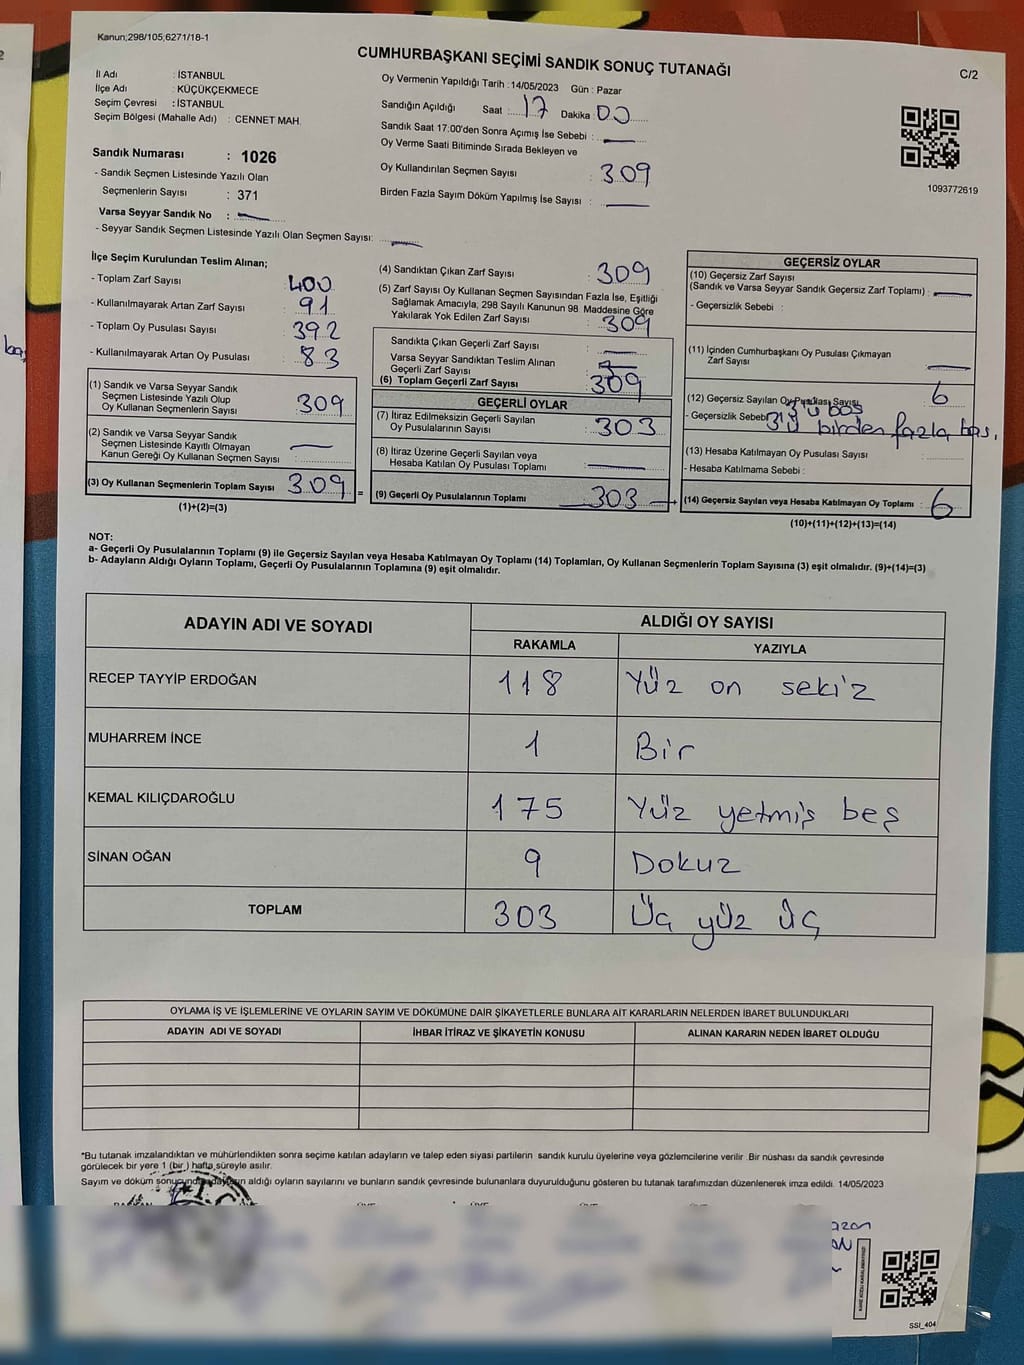 Kanun;298/105;6271/18-1
CUMHURBAŞKANI SEÇİMİ SANDIK SONUÇ TUTANAĞI
C/2
İl Adı : İSTANBUL
İlçe Adı : KÜÇÜKÇEKMECE
Seçim Çevresi : İSTANBUL
Seçim Bölgesi (Mahalle Adı) : CENNET MAH.
Oy Vermenin Yapıldığı Tarih : 14/05/2023 Gün : Pazar
Sandığın Açıldığı Saat : 17 Dakika : 00
Sandık Saat 17:00'den Sonra Açımış İse Sebebi :
Oy Verme Saati Bitiminde Sırada Bekleyen ve
Oy Kullandırılan Seçmen Sayısı : 309
Birden Fazla Sayım Döküm Yapılmış İse Sayısı :
1093772619
Sandık Numarası : 1026
- Sandık Seçmen Listesinde Yazılı Olan
Seçmenlerin Sayısı : 371
Varsa Seyyar Sandık No :
- Seyyar Sandık Seçmen Listesinde Yazılı Olan Seçmen Sayısı:
İlçe Seçim Kurulundan Teslim Alınan;
- Toplam Zarf Sayısı : 400
- Kullanılmayarak Artan Zarf Sayısı : 91
- Toplam Oy Pusulası Sayısı : 392
- Kullanılmayarak Artan Oy Pusulası : 83
(1) Sandık ve Varsa Seyyar Sandık
Seçmen Listesinde Yazılı Olup
Oy Kullanan Seçmenlerin Sayısı : 309
(2) Sandık ve Varsa Seyyar Sandık
Seçmen Listesinde Kayıtlı Olmayan
Kanun Gereği Oy Kullanan Seçmen Sayısı :
(3) Oy Kullanan Seçmenlerin Toplam Sayısı : 309 =
(1)+(2)=(3)
(4) Sandıktan Çıkan Zarf Sayısı : 309
(5) Zarf Sayısı Oy Kullanan Seçmen Sayısından Fazla İse, Eşitliği
Sağlamak Amacıyla, 298 Sayılı Kanunun 98. Maddesine Göre
Yakılarak Yok Edilen Zarf Sayısı : 309
Sandıkta Çıkan Geçerli Zarf Sayısı :
Varsa Seyyar Sandıktan Teslim Alınan
Geçerli Zarf Sayısı :
(6) Toplam Geçerli Zarf Sayısı : 309
GEÇERLİ OYLAR
(7) İtiraz Edilmeksizin Geçerli Sayılan
Oy Pusulalarının Sayısı : 303
(8) İtiraz Üzerine Geçerli Sayılan veya
Hesaba Katılan Oy Pusulası Toplamı :
(9) Geçerli Oy Pusulalarının Toplamı : 303
GEÇERSİZ OYLAR
(10) Geçersiz Zarf Sayısı
(Sandık ve Varsa Seyyar Sandık Geçersiz Zarf Toplamı) :
- Geçersizlik Sebebi :
(11) İçinden Cumhurbaşkanı Oy Pusulası Çıkmayan
Zarf Sayısı :
(12) Geçersiz Sayılan Oy Pusulası Sayısı : 6
3'ü boş
- Geçersizlik Sebebi : 3'ü birden fazla bas.
(13) Hesaba Katılmayan Oy Pusulası Sayısı :
- Hesaba Katılmama Sebebi :
(14) Geçersiz Sayılan veya Hesaba Katılmayan Oy Toplamı : 6
(10)+(11)+(12)+(13)=(14)
NOT:
a- Geçerli Oy Pusulalarının Toplamı (9) ile Geçersiz Sayılan veya Hesaba Katılmayan Oy Toplamı (14) Toplamları, Oy Kullanan Seçmenlerin Toplam Sayısına (3) eşit olmalıdır. (9)+(14)=(3)
b- Adayların Aldığı Oyların Toplamı, Geçerli Oy Pusulalarının Toplamına (9) eşit olmalıdır.
ADAYIN ADI VE SOYADI
ALDIĞI OY SAYISI
RAKAMLA YAZIYLA
RECEP TAYYİP ERDOĞAN 118 Yüz on sekiz
MUHARREM İNCE 1 Bir
KEMAL KILIÇDAROĞLU 175 Yüz yetmiş beş
SİNAN OĞAN 9 Dokuz
TOPLAM 303 Üç yüz üç
OYLAMA İŞ VE İŞLEMLERİNE VE OYLARIN SAYIM VE DÖKÜMÜNE DAİR ŞİKAYETLERLE BUNLARA AİT KARARLARIN NELERDEN İBARET BULUNDUKLARI
ADAYIN ADI VE SOYADI İHBAR İTİRAZ VE ŞİKAYETİN KONUSU ALINAN KARARIN NEDEN İBARET OLDUĞU
*Bu tutanak imzalandıktan ve mühürlendikten sonra seçime katılan adayların ve talep eden siyasi partilerin sandık kurulu üyelerine veya gözlemcilerine verilir .Bir nüshası da sandık çevresinde
görülecek bir yere 1 (bir ) hafta süreyle asılır.
Sayım ve döküm sonucunda adayların aldığı oyların sayılarını ve bunların sandık çevresinde bulunanlara duyurulduğunu gösteren bu tutanak tarafımızdan düzenlenerek imza edildi. 14/05/2023
SSI_404